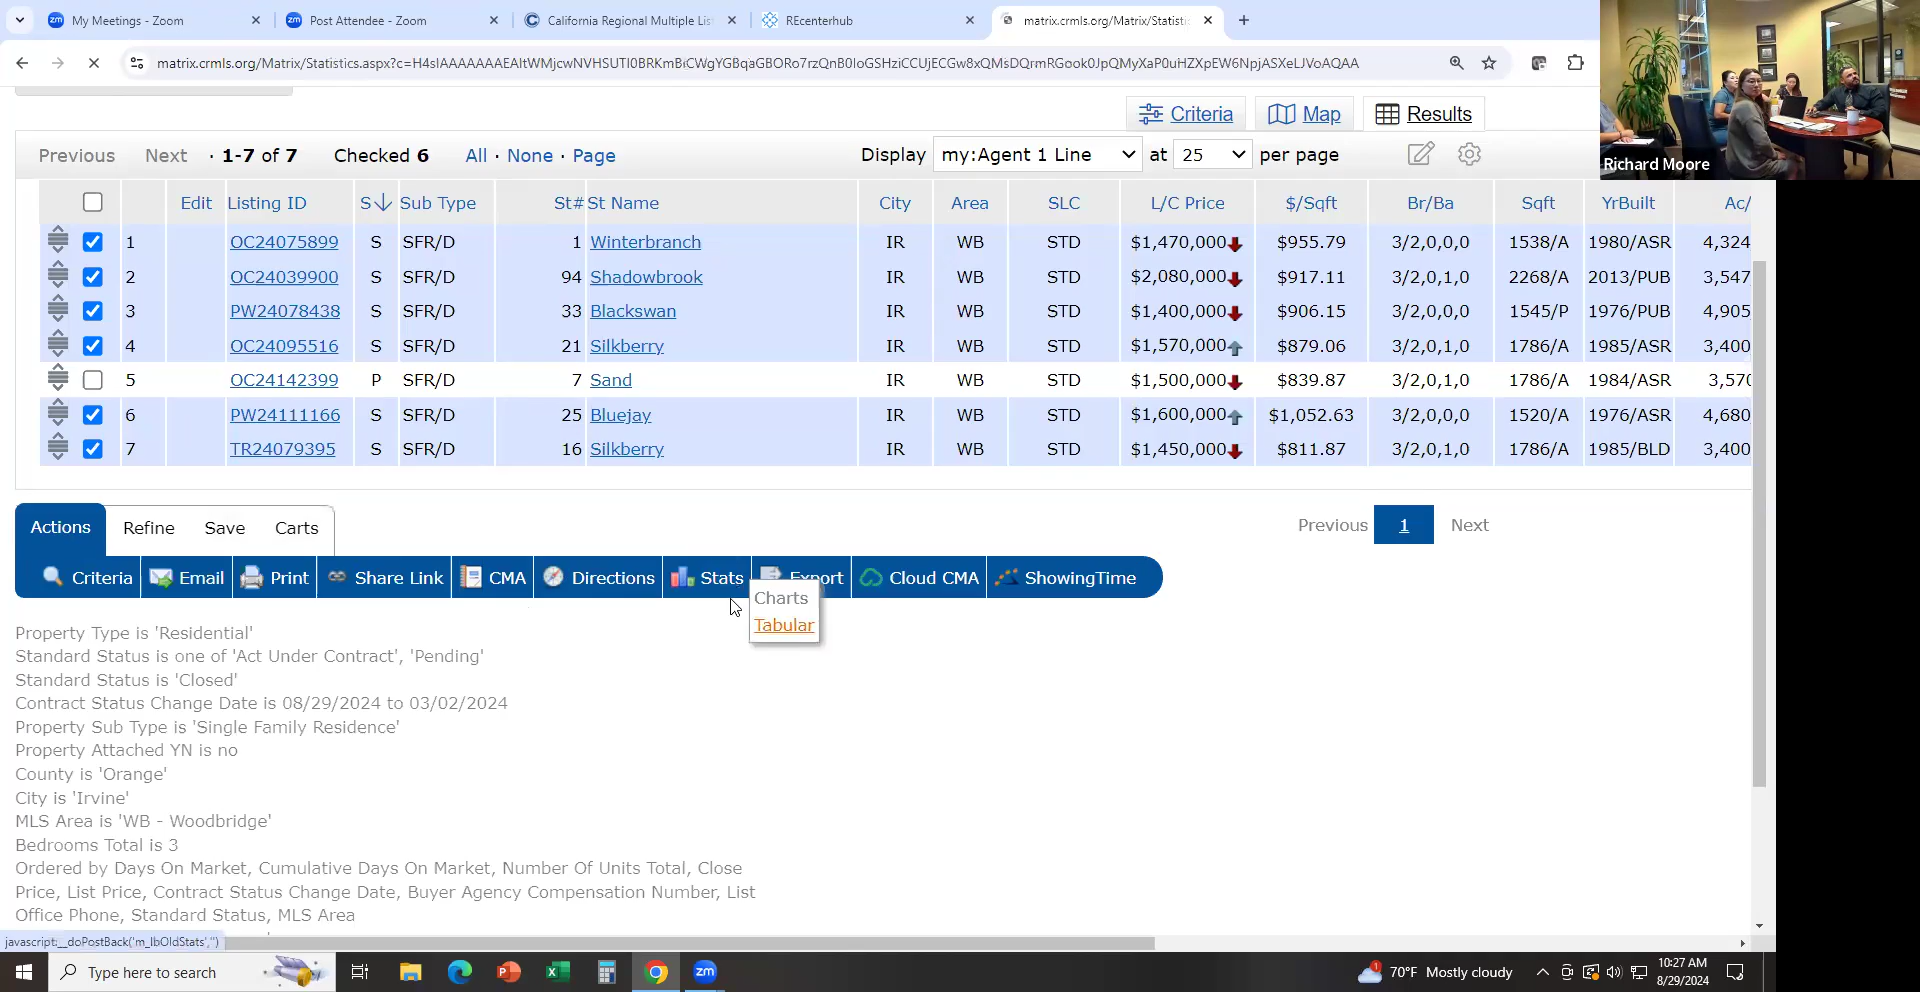 My Meetings - Zoom
Post Attendee - Zoom
California Regional Multiple Lis
REcenterhub
matrix.crmls.org/Matrix/Statistic
Richard Moore
Criteria Map Results
Previous Next · 1-7 of 7 Checked 6 All · None · Page Display my:Agent 1 Line at 25 per page
Edit Listing ID S Sub Type St# St Name City Area SLC L/C Price $/Sqft Br/Ba Sqft YrBuilt Ac/
1 OC24075899 S SFR/D 1 Winterbranch IR WB STD $1,470,000 $955.79 3/2,0,0,0 1538/A 1980/ASR 4,324
2 OC24039900 S SFR/D 94 Shadowbrook IR WB STD $2,080,000 $917.11 3/2,0,1,0 2268/A 2013/PUB 3,547
3 PW24078438 S SFR/D 33 Blackswan IR WB STD $1,400,000 $906.15 3/2,0,0,0 1545/P 1976/PUB 4,905
4 OC24095516 S SFR/D 21 Silkberry IR WB STD $1,570,000 $879.06 3/2,0,1,0 1786/A 1985/ASR 3,400
5 OC24142399 P SFR/D 7 Sand IR WB STD $1,500,000 $839.87 3/2,0,1,0 1786/A 1984/ASR 3,570
6 PW24111166 S SFR/D 25 Bluejay IR WB STD $1,600,000 $1,052.63 3/2,0,0,0 1520/A 1976/ASR 4,680
7 TR24079395 S SFR/D 16 Silkberry IR WB STD $1,450,000 $811.87 3/2,0,1,0 1786/A 1985/BLD 3,400
Actions Refine Save Carts Previous 1 Next
Criteria Email Print Share Link CMA Directions Stats Export Cloud CMA ShowingTime
Charts
Tabular
Property Type is 'Residential'
Standard Status is one of 'Act Under Contract', 'Pending'
Standard Status is 'Closed'
Contract Status Change Date is 08/29/2024 to 03/02/2024
Property Sub Type is 'Single Family Residence'
Property Attached YN is no
County is 'Orange'
City is 'Irvine'
MLS Area is 'WB - Woodbridge'
Bedrooms Total is 3
Ordered by Days On Market, Cumulative Days On Market, Number Of Units Total, Close
Price, List Price, Contract Status Change Date, Buyer Agency Compensation Number, List
Office Phone, Standard Status, MLS Area
javascript:__doPostBack('m_lbOldStats','')
Type here to search
70°F Mostly cloudy
10:27 AM
8/29/2024